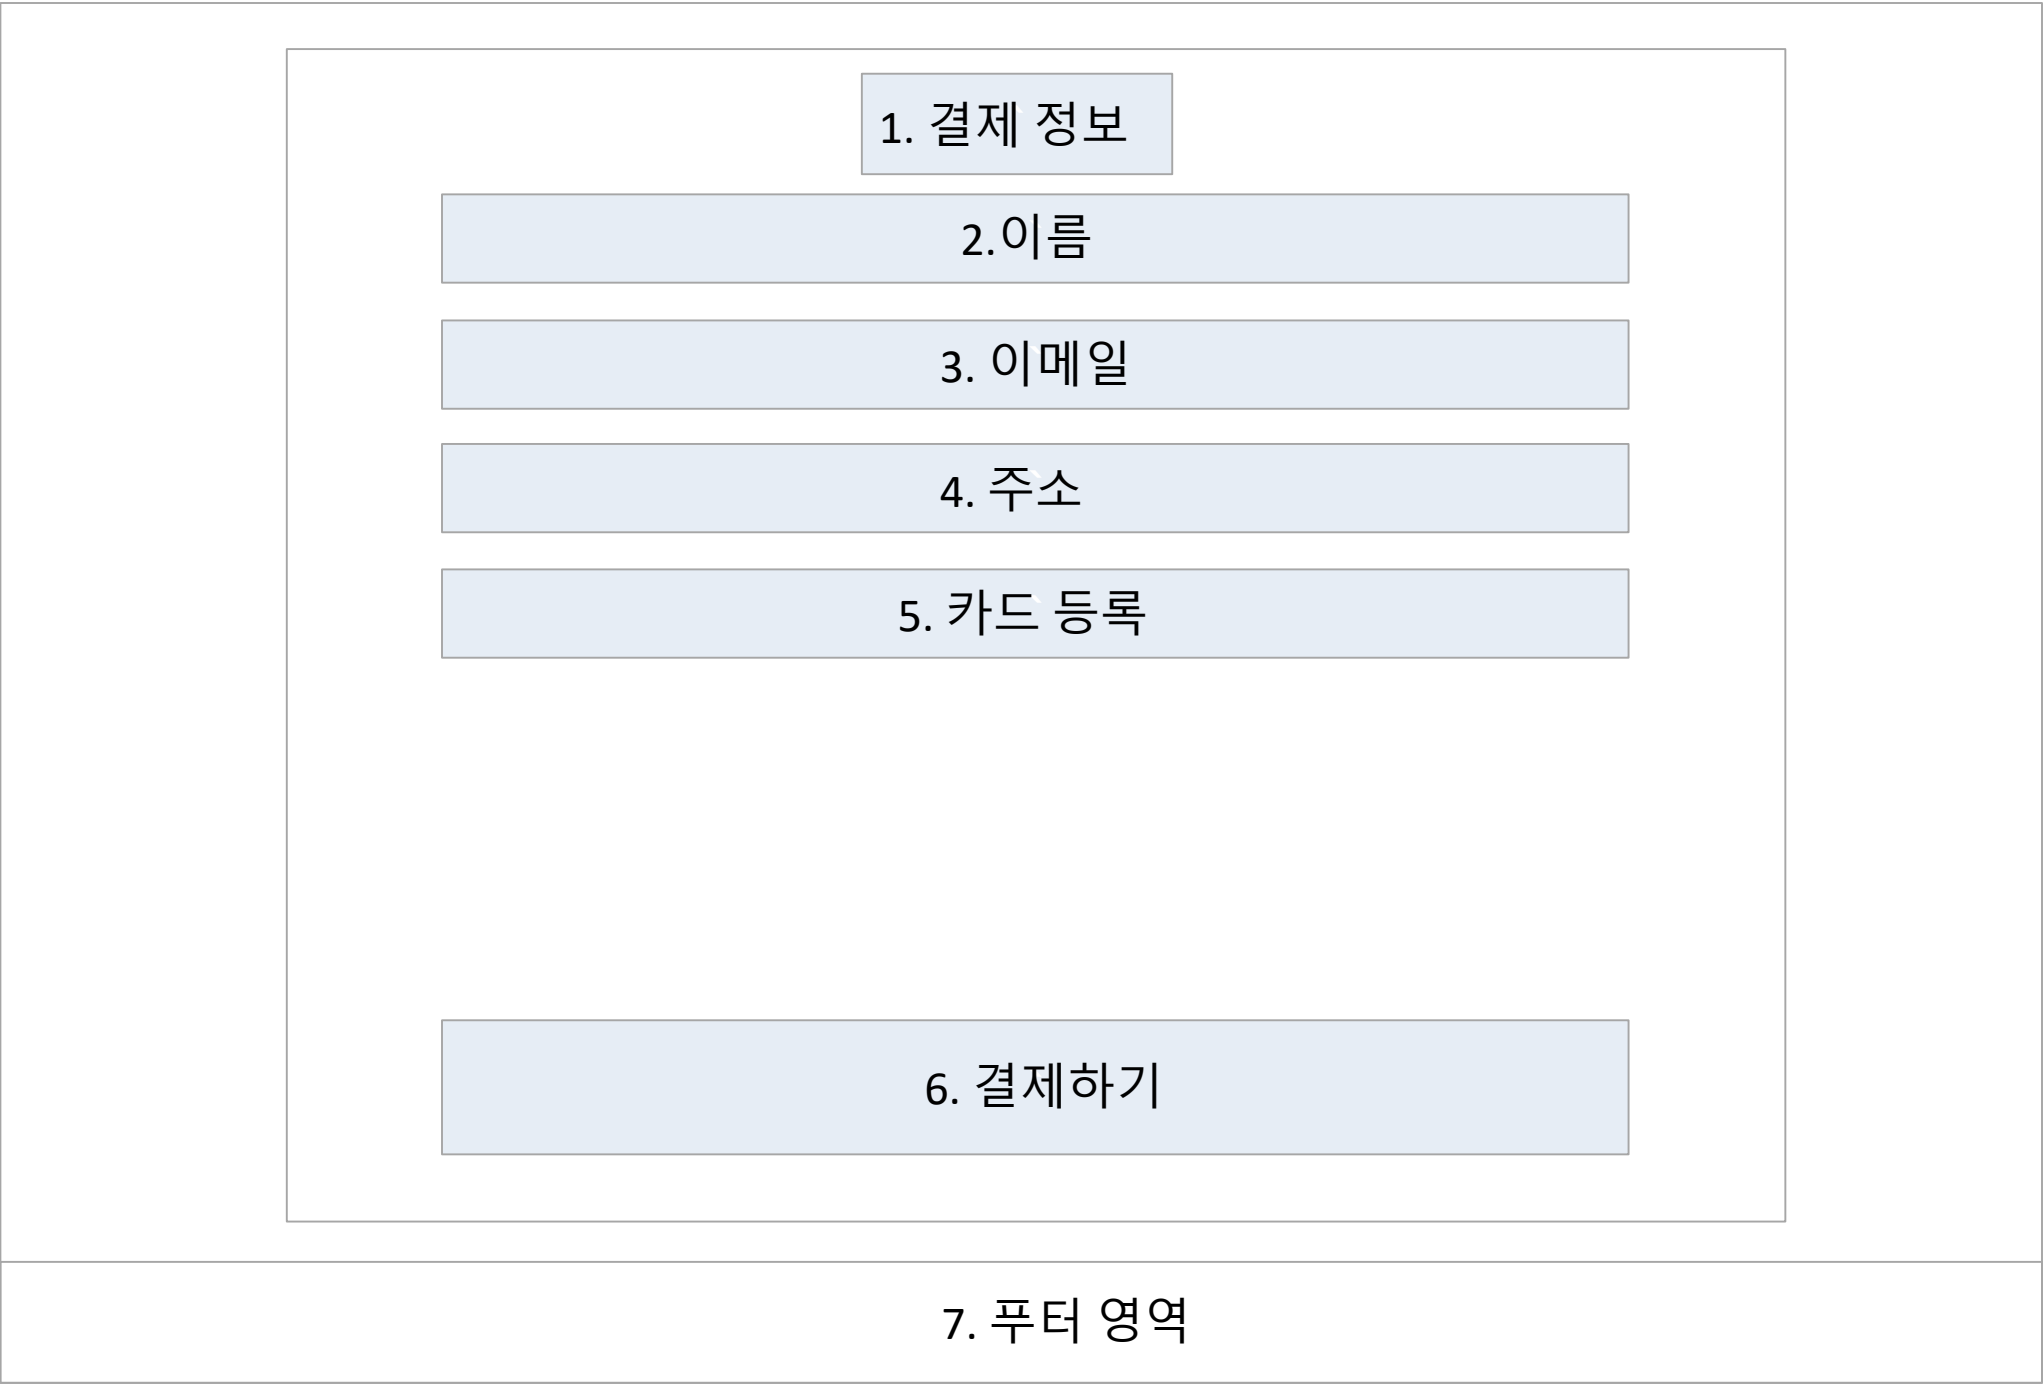 1. 결제 정보
2.이름
3. 이메일
4. 주소
5. 카드 등록
6. 결제하기
7. 푸터 영역